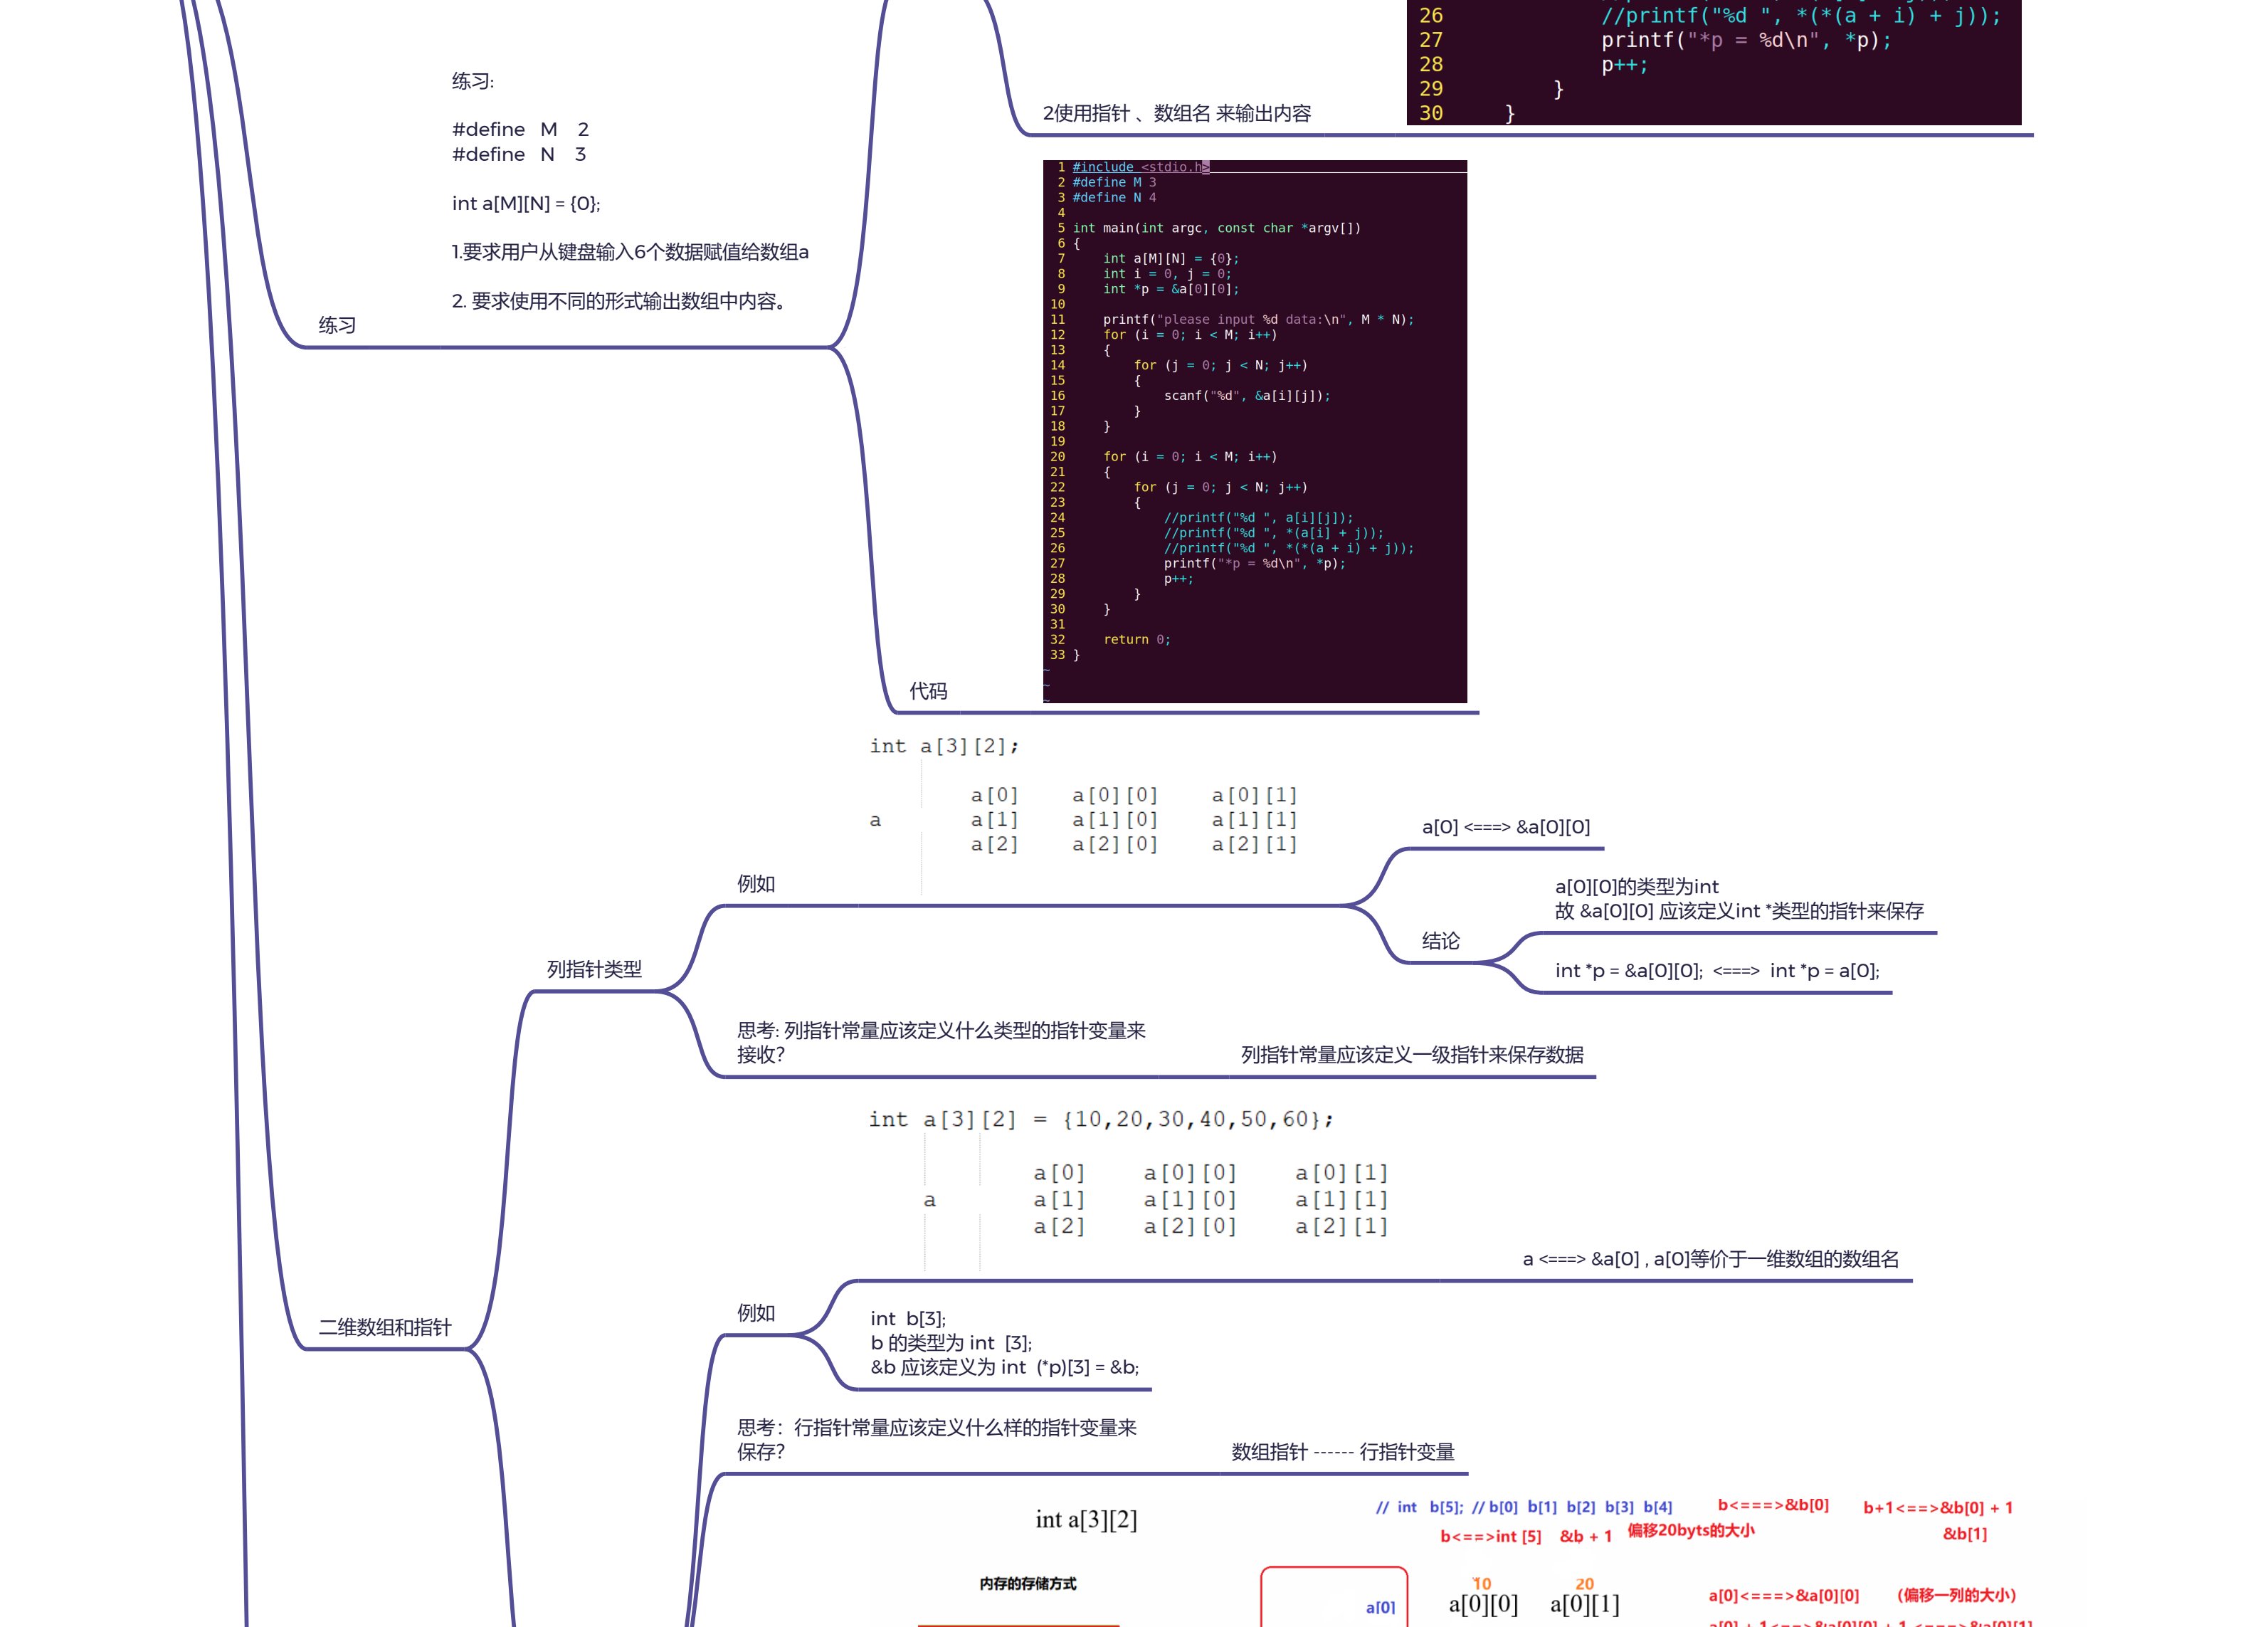 26 //printf("%d ", *(*(a + i) + j));
27 printf("*p = %d\n", *p);
28 p++;
29 }
30 }
2使用指针 、数组名 来输出内容
练习:
#define M 2
#define N 3
int a[M][N] = {0};
1.要求用户从键盘输入6个数据赋值给数组a
2. 要求使用不同的形式输出数组中内容。
练习
1 #include <stdio.h>
2 #define M 3
3 #define N 4
4
5 int main(int argc, const char *argv[])
6 {
7 int a[M][N] = {0};
8 int i = 0, j = 0;
9 int *p = &a[0][0];
10
11 printf("please input %d data:\n", M * N);
12 for (i = 0; i < M; i++)
13 {
14 for (j = 0; j < N; j++)
15 {
16 scanf("%d", &a[i][j]);
17 }
18 }
19
20 for (i = 0; i < M; i++)
21 {
22 for (j = 0; j < N; j++)
23 {
24 //printf("%d ", a[i][j]);
25 //printf("%d ", *(a[i] + j));
26 //printf("%d ", *(*(a + i) + j));
27 printf("*p = %d\n", *p);
28 p++;
29 }
30 }
31
32 return 0;
33 }
~
~
~
代码
int a[3][2];
a[0] a[0][0] a[0][1]
a a[1] a[1][0] a[1][1]
a[2] a[2][0] a[2][1]
例如
a[0] <===> &a[0][0]
a[0][0]的类型为int
故 &a[0][0] 应该定义int *类型的指针来保存
结论
int *p = &a[0][0]; <===> int *p = a[0];
列指针类型
思考: 列指针常量应该定义什么类型的指针变量来
接收？
列指针常量应该定义一级指针来保存数据
int a[3][2] = {10,20,30,40,50,60};
a[0] a[0][0] a[0][1]
a a[1] a[1][0] a[1][1]
a[2] a[2][0] a[2][1]
a <===> &a[0] , a[0]等价于一维数组的数组名
例如
int b[3];
b 的类型为 int [3];
&b 应该定义为 int (*p)[3] = &b;
二维数组和指针
思考：行指针常量应该定义什么样的指针变量来
保存？
数组指针 ------ 行指针变量
int a[3][2]
// int b[5]; // b[0] b[1] b[2] b[3] b[4]
b<===>&b[0]
b+1<==>&b[0] + 1
&b[1]
b<==>int [5] &b + 1 偏移20byts的大小
内存的存储方式
10 20
a[0] a[0][0] a[0][1]
a[0]<===>&a[0][0] （偏移一列的大小）
a[0] + 1<==>&a[0][0] + 1 <===>&a[0][1]